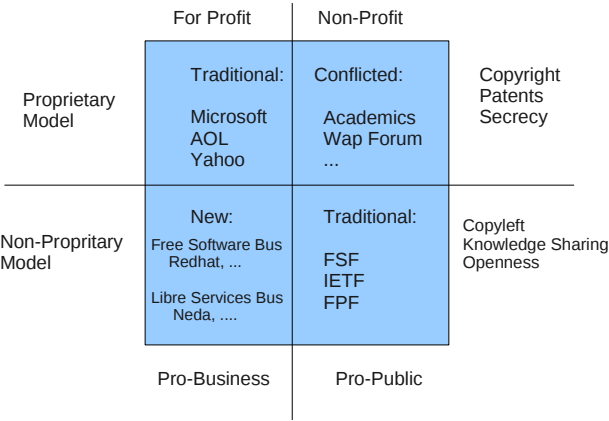 For Profit
Non-Profit
Proprietary
Model
Traditional:
Microsoft
AOL
Yahoo
Conflicted:
Academics
Wap Forum
...
Copyright
Patents
Secrecy
Non-Propritary
Model
New:
Free Software Bus
Redhat, ...
Libre Services Bus
Neda, ....
Traditional:
FSF
IETF
FPF
Copyleft
Knowledge Sharing
Openness
Pro-Business
Pro-Public